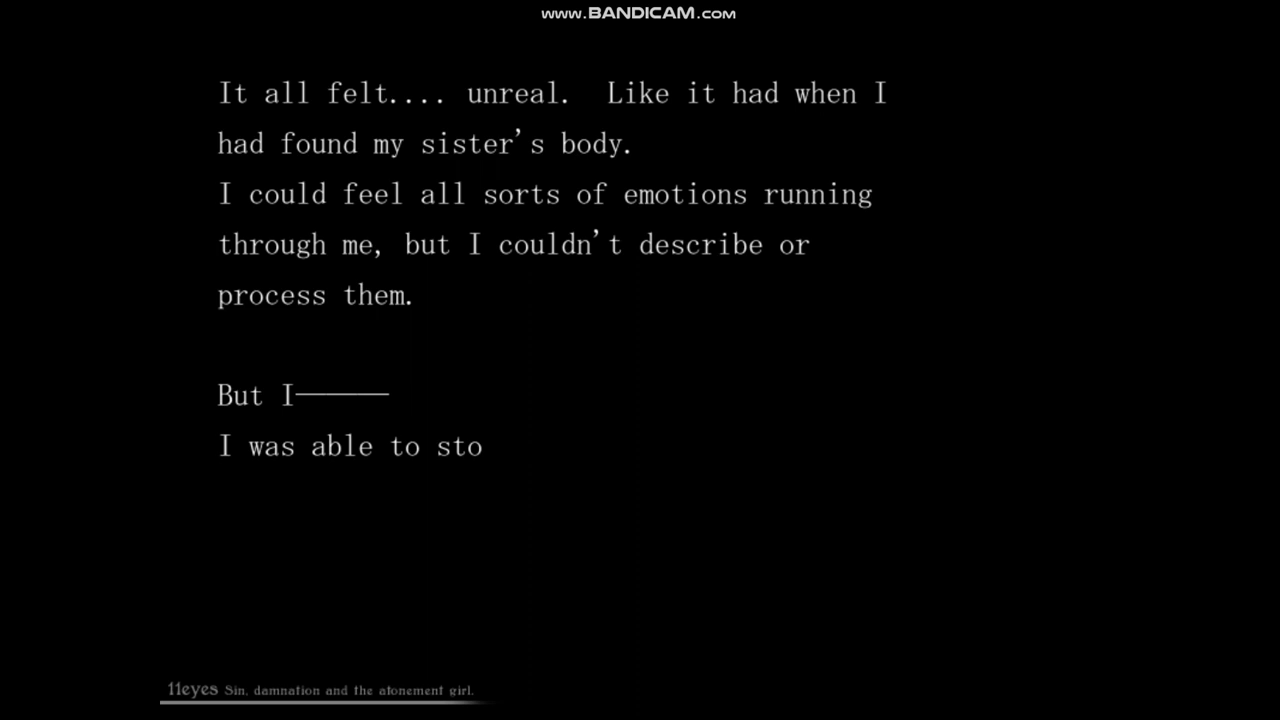 www.BANDICAM.com
It all felt.... unreal.  Like it had when I
had found my sister’s body.
I could feel all sorts of emotions running
through me, but I couldn’t describe or
process them.
But I———
I was able to sto
11eyes Sin, damnation and the atonement girl.